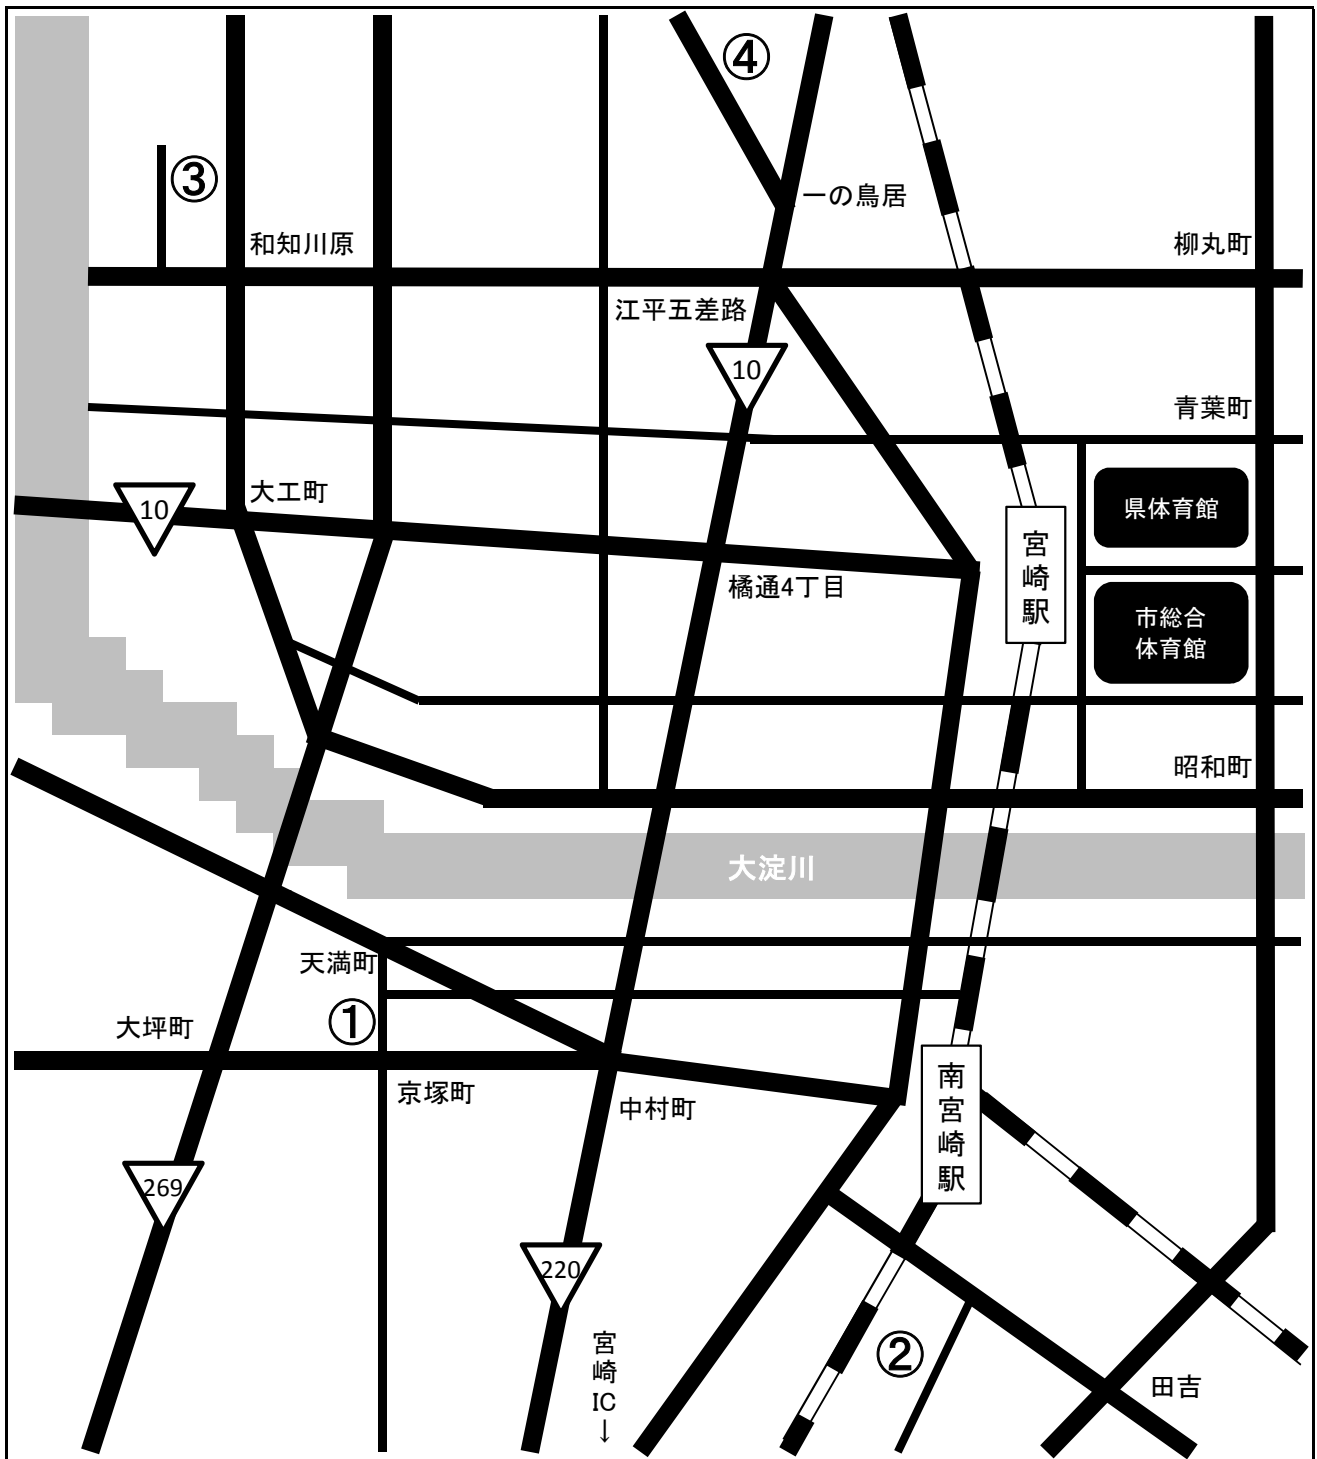 ④
③
一の鳥居
和知川原
柳丸町
江平五差路
10
青葉町
大工町
10
県体育館
宮崎駅
橘通4丁目
市総合
体育館
昭和町
大淀川
天満町
①
大坪町
京塚町
中村町
南宮崎駅
269
220
宮崎IC↓
②
田吉